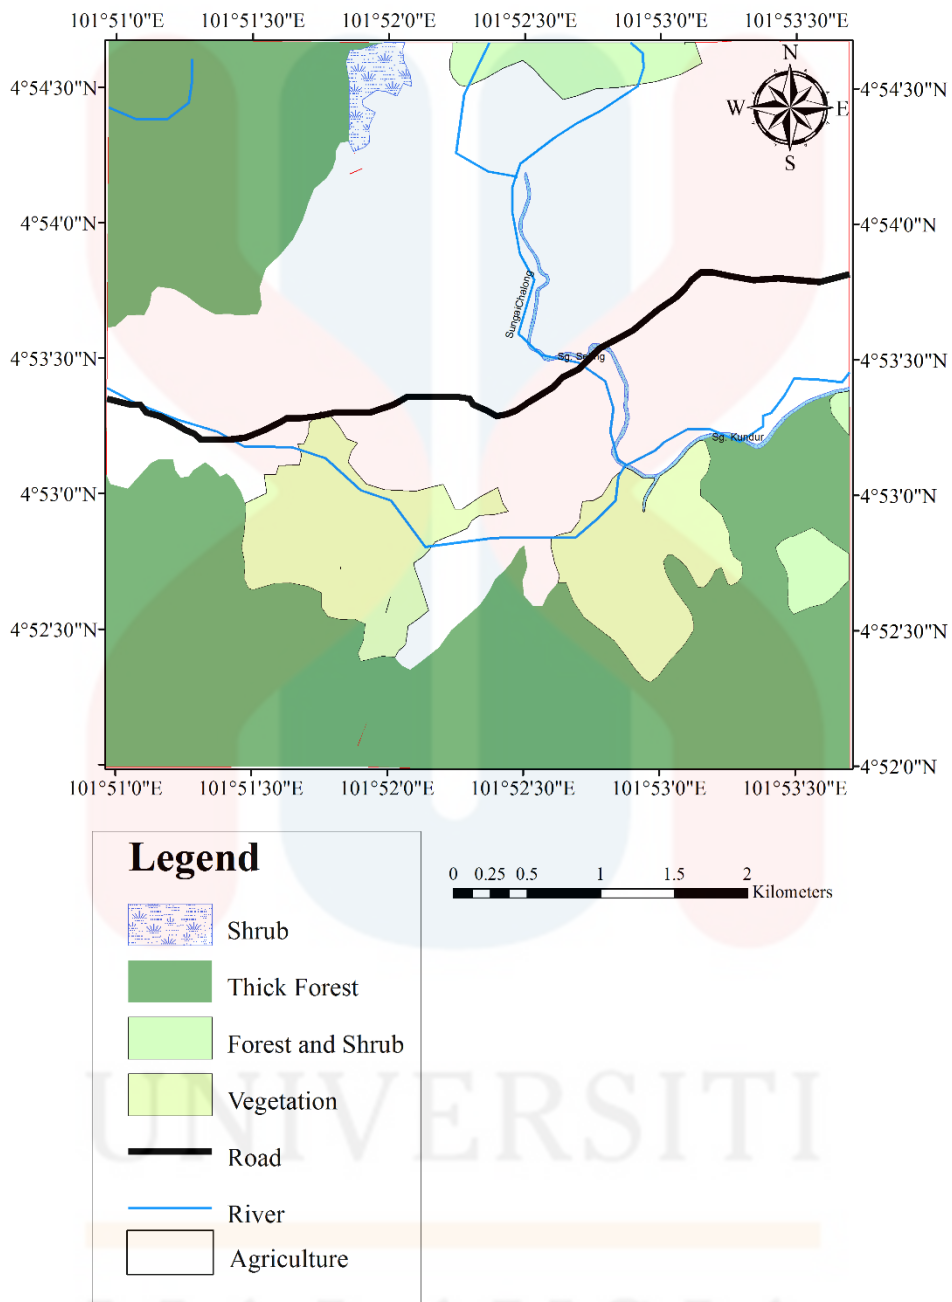 101°51'0"E 101°51'30"E 101°52'0"E 101°52'30"E 101°53'0"E 101°53'30"E
N
4°54'30"N 4°54'30"N
W E
S
4°54'0"N 4°54'0"N
SungaiChalong
4°53'30"N 4°53'30"N
Sg.
Sg. Kundur
4°53'0"N 4°53'0"N
4°52'30"N 4°52'30"N
4°52'0"N
101°51'0"E 101°51'30"E 101°52'0"E 101°52'30"E 101°53'0"E 101°53'30"E
Legend
0 0.25 0.5 1 1.5 2
Kilometers
Shrub
Thick Forest
Forest and Shrub
Vegetation
Road
River
Agriculture
UNIVERSITI